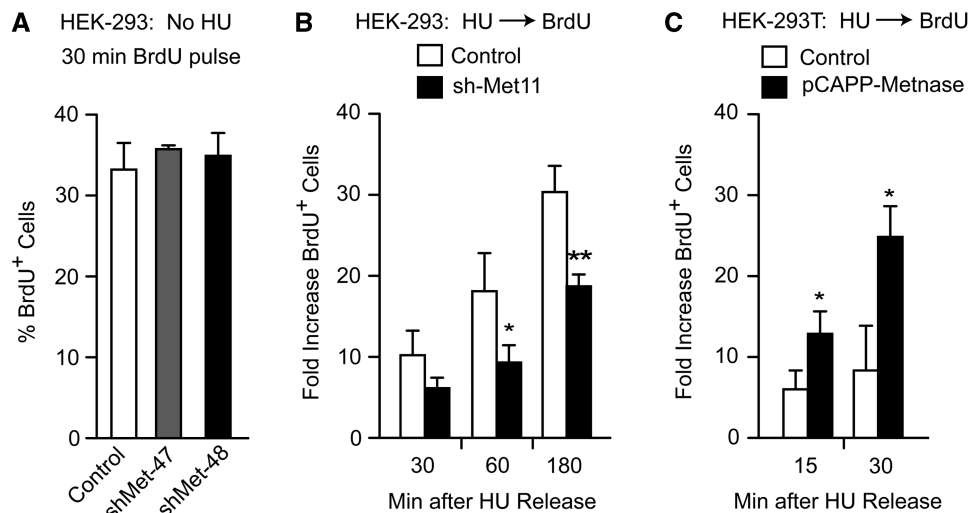 A HEK-293: No HU
30 min BrdU pulse
% BrdU+ Cells
40
30
20
10
0
Control
shMet-47
shMet-48
B HEK-293: HU → BrdU
Control
sh-Met11
Fold Increase BrdU+ Cells
40
30
20
10
0
*
**
30 60 180
Min after HU Release
C HEK-293T: HU → BrdU
Control
pCAPP-Metnase
Fold Increase BrdU+ Cells
40
30
20
10
0
*
*
15 30
Min after HU Release